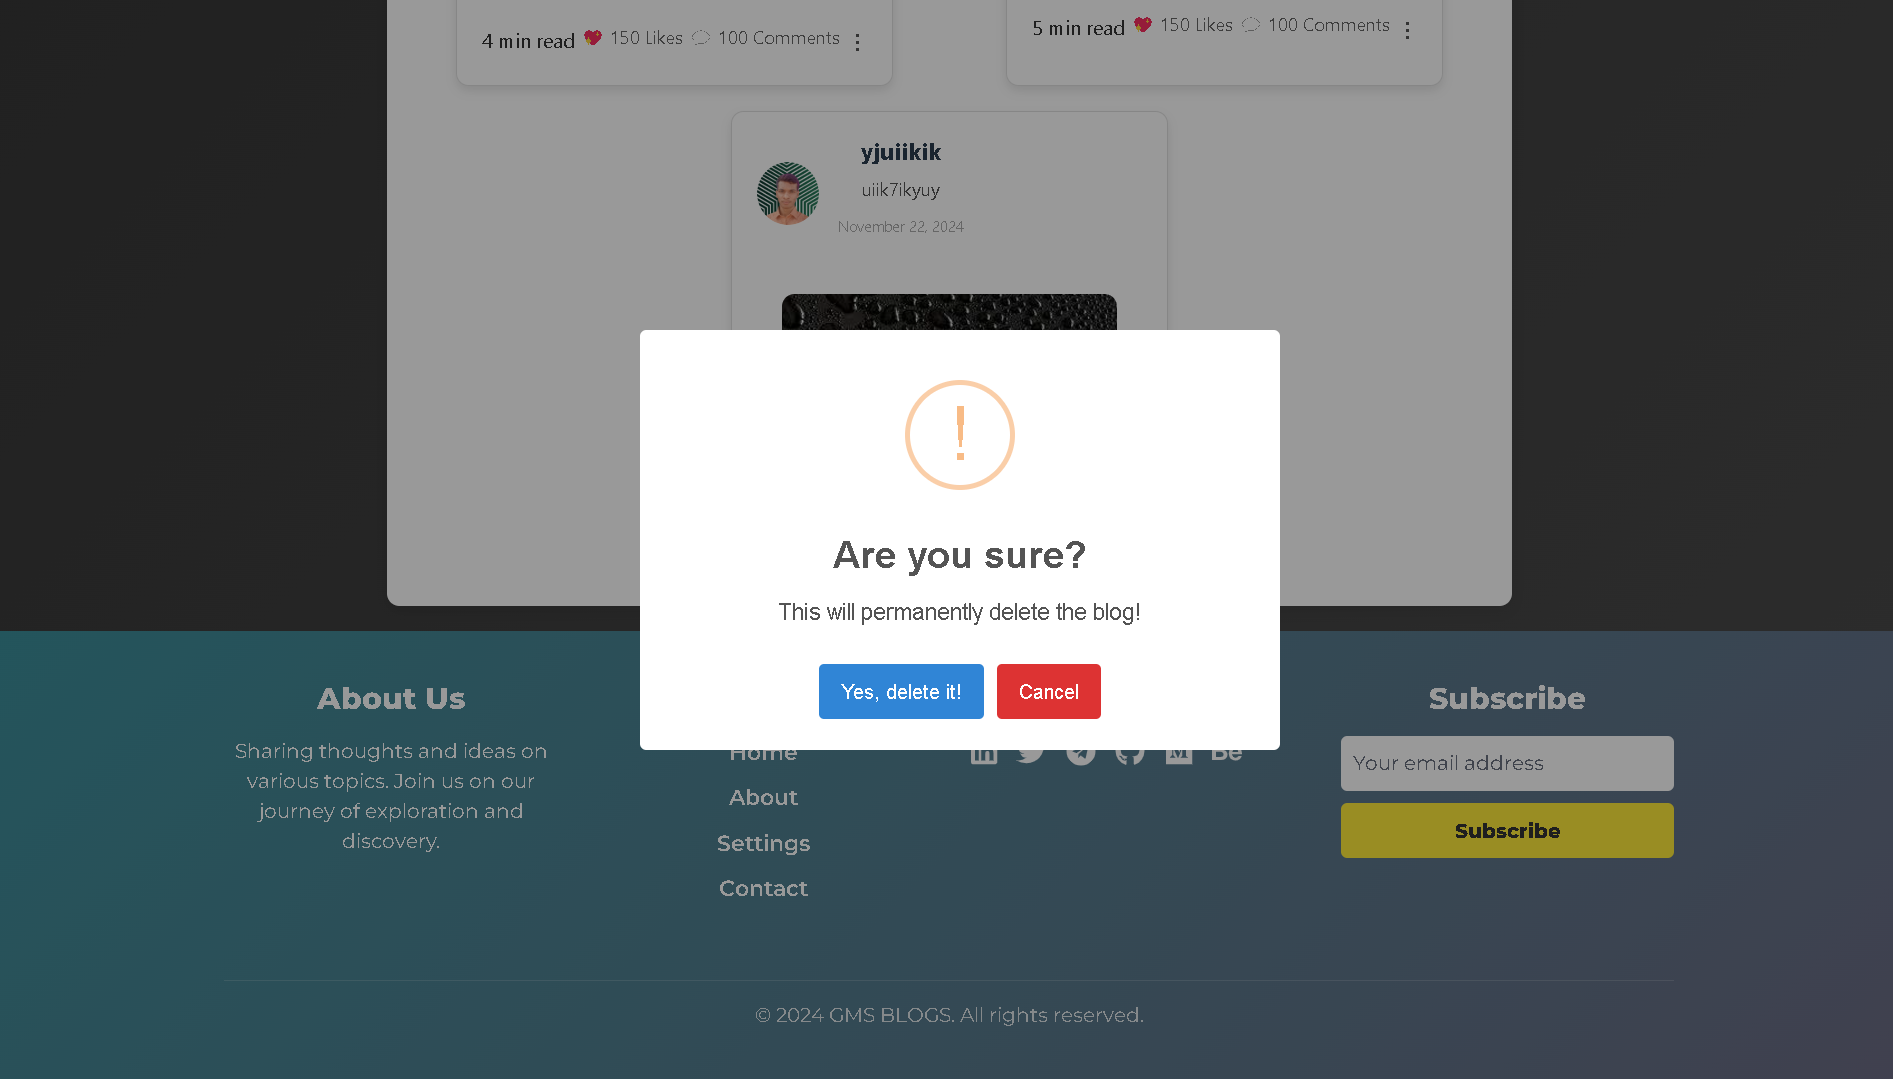 4 min read 💖 150 Likes 💬 100 Comments ⋮
5 min read 💖 150 Likes 💬 100 Comments ⋮
yjuiikik
uiik7ikyuy
November 22, 2024
!
Are you sure?
This will permanently delete the blog!
Yes, delete it!
Cancel
About Us
Sharing thoughts and ideas on
various topics. Join us on our
journey of exploration and
discovery.
Home
About
Settings
Contact
Bē
Subscribe
Your email address
Subscribe
© 2024 GMS BLOGS. All rights reserved.